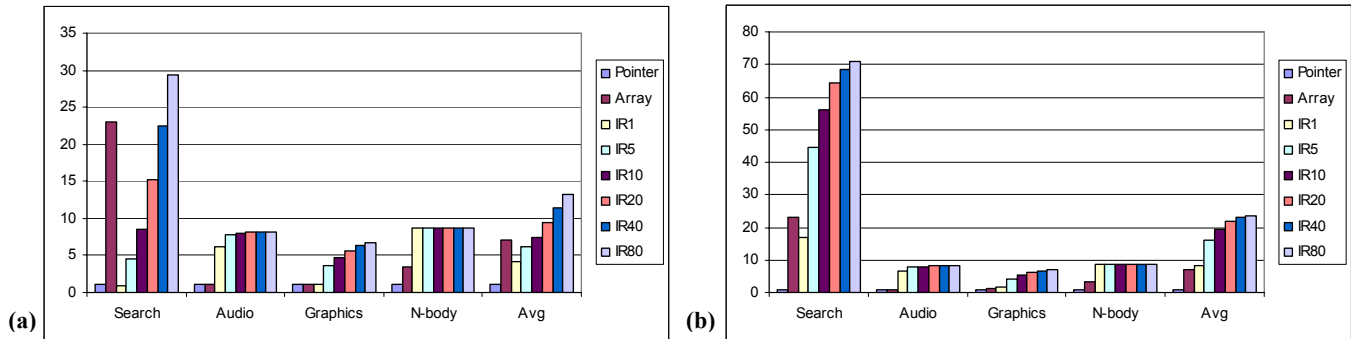 35
30
25
20
15
10
5
0
Search Audio Graphics N-body Avg
Pointer
Array
IR1
IR5
IR10
IR20
IR40
IR80
(a)
80
70
60
50
40
30
20
10
0
Search Audio Graphics N-body Avg
Pointer
Array
IR1
IR5
IR10
IR20
IR40
IR80
(b)